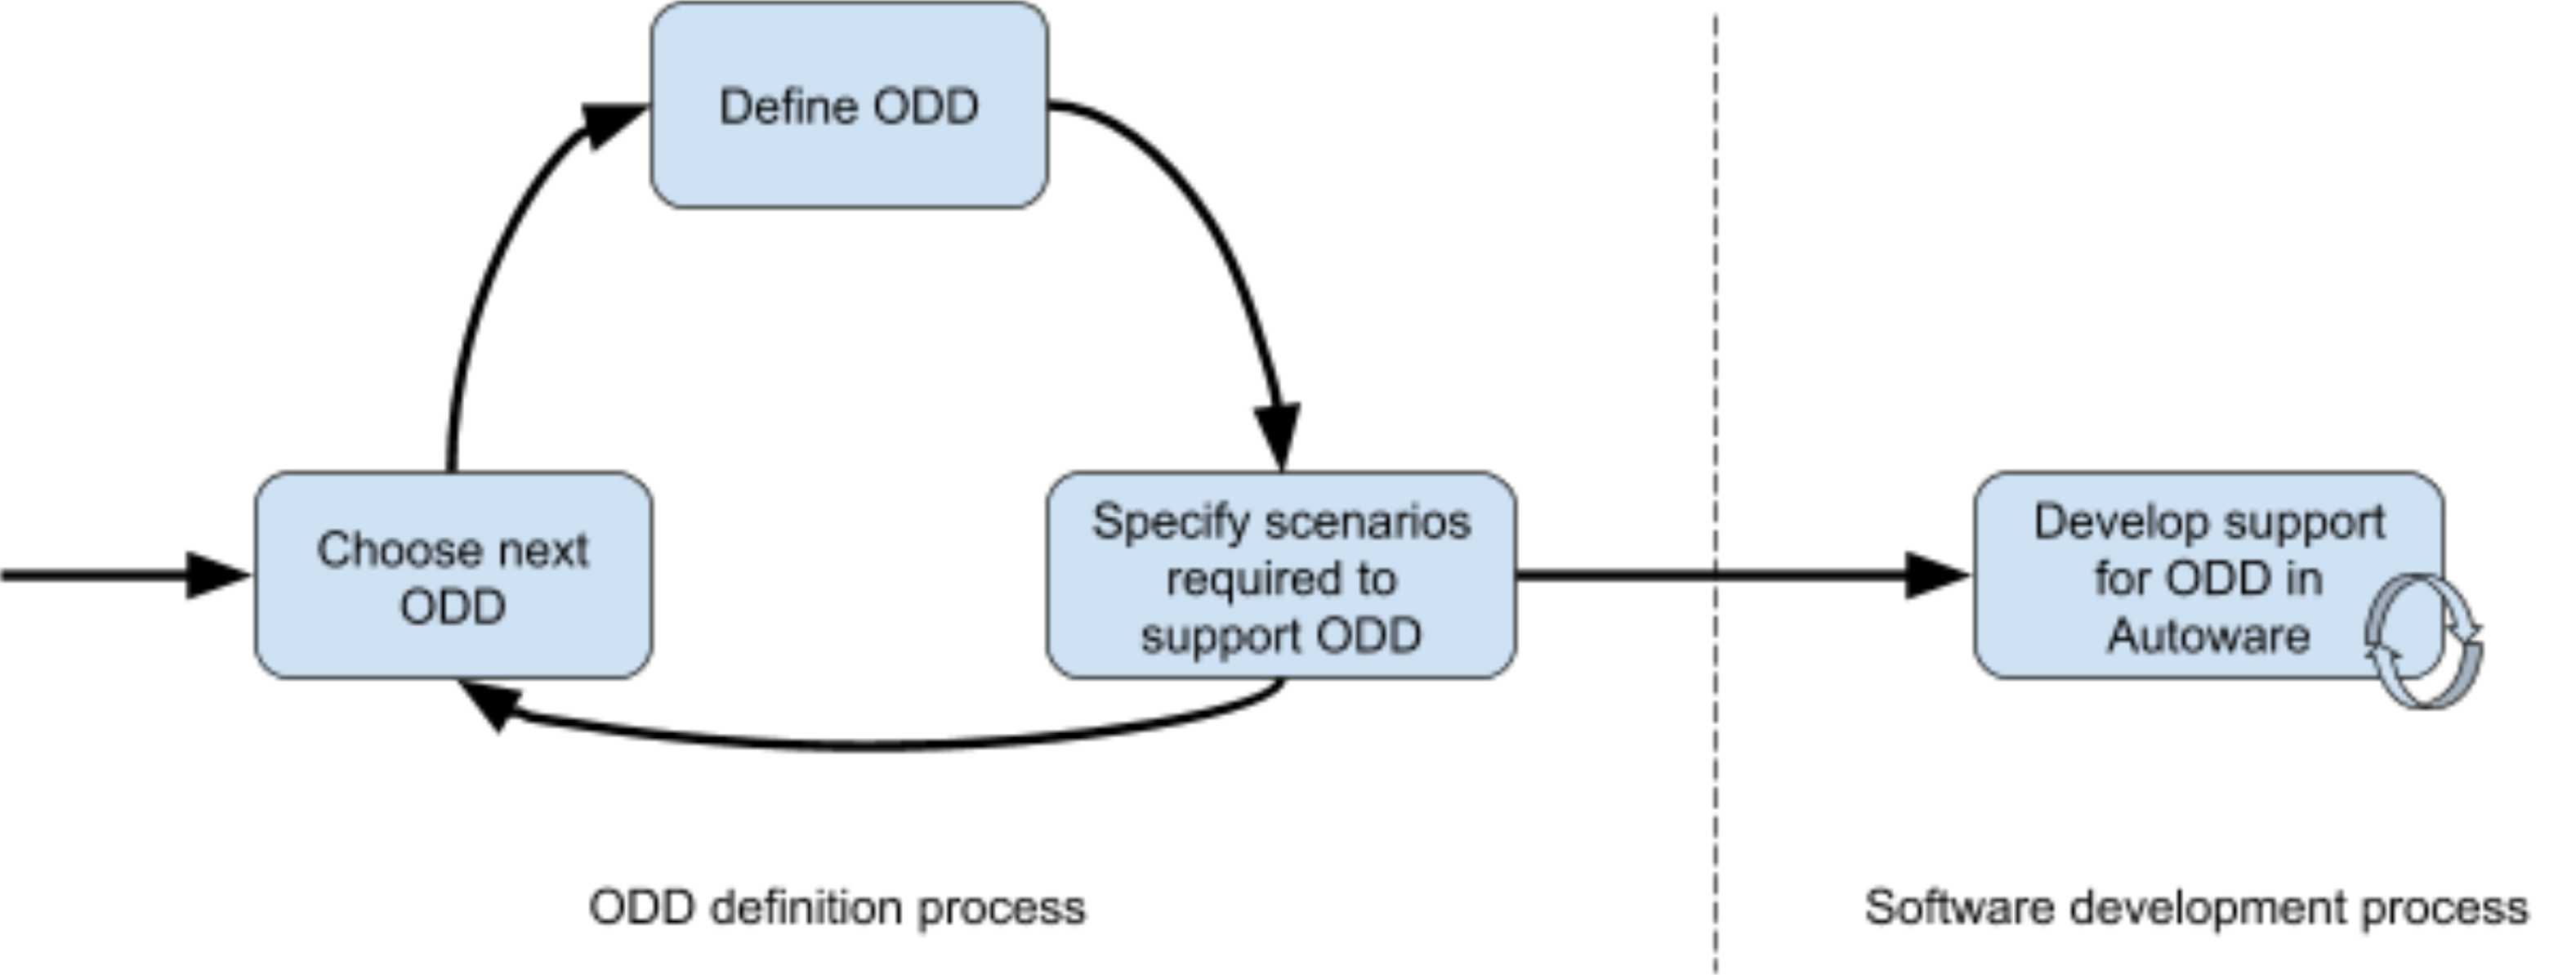 Define ODD
Choose next
ODD
Specify scenarios
required to
support ODD
Develop support
for ODD in
Autoware
ODD definition process
Software development process